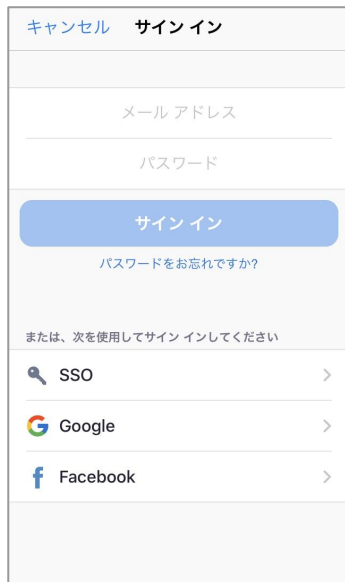 キャンセル サイン イン
メール アドレス
パスワード
サイン イン
パスワードをお忘れですか?
または、次を使用してサイン インしてください
SSO
Google
Facebook